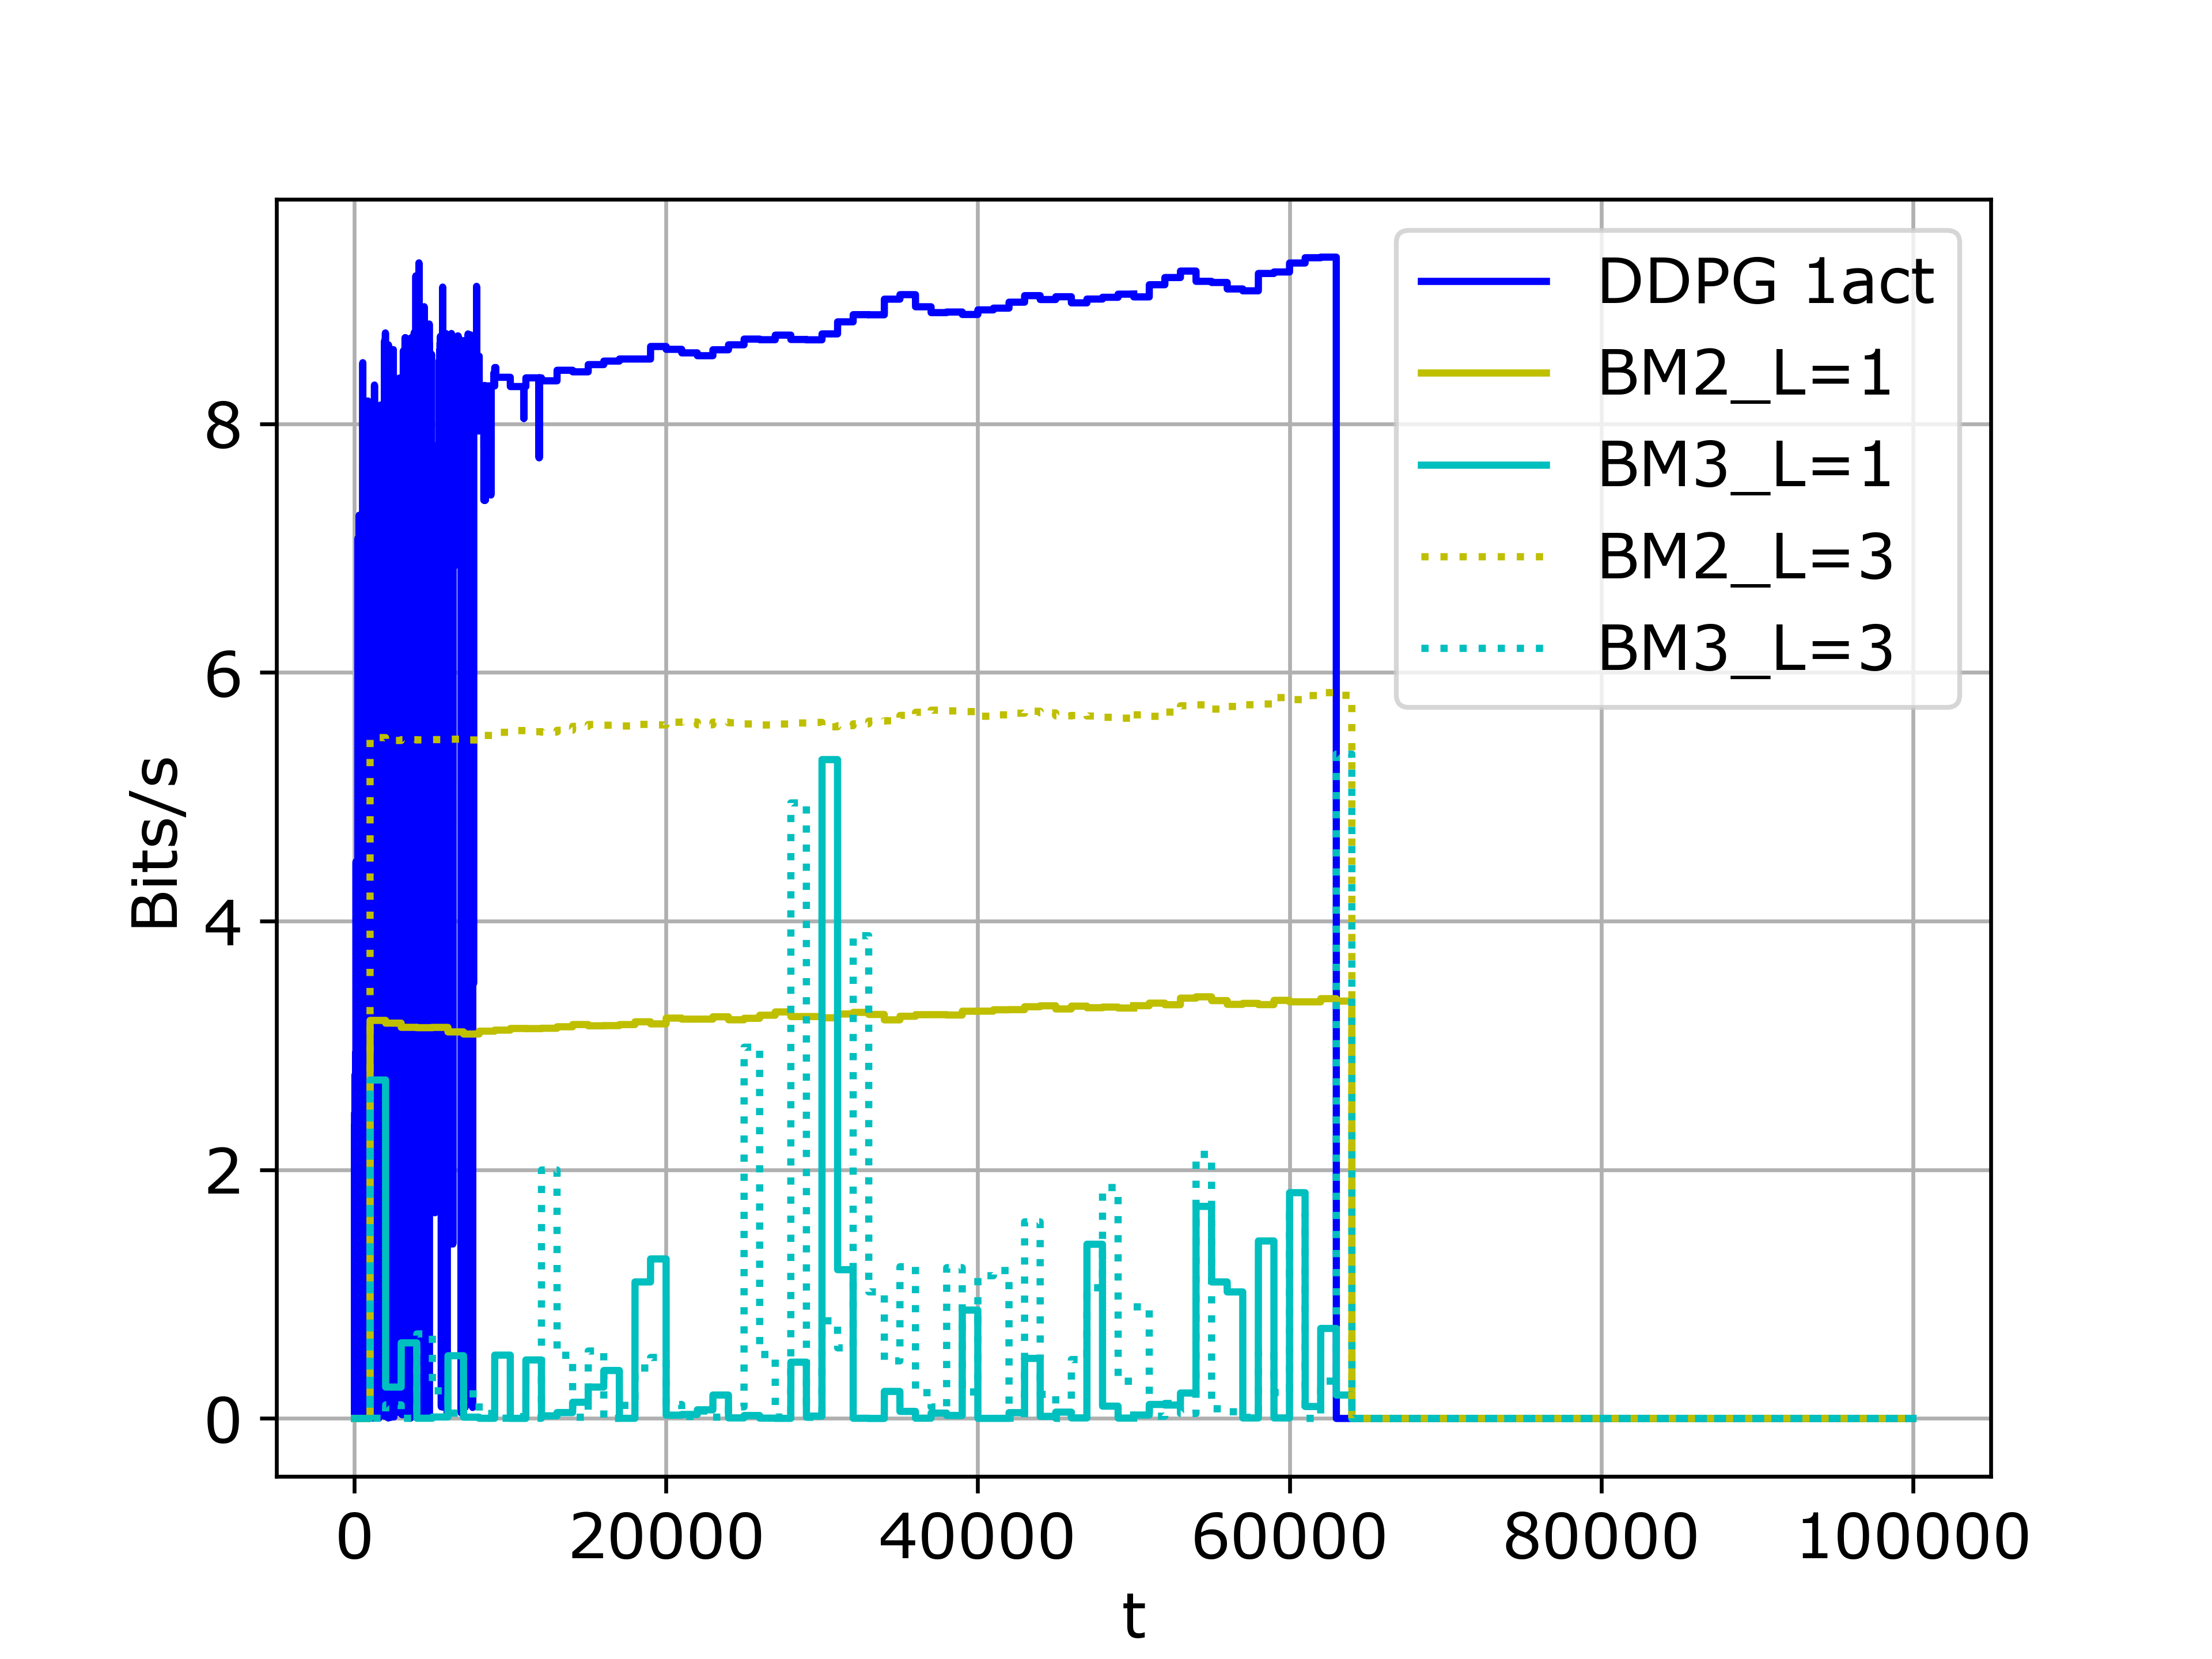 DDPG 1act
BM2_L=1
BM3_L=1
BM2_L=3
BM3_L=3
8
6
4
2
0
Bits/s
0 20000 40000 60000 80000 100000
t